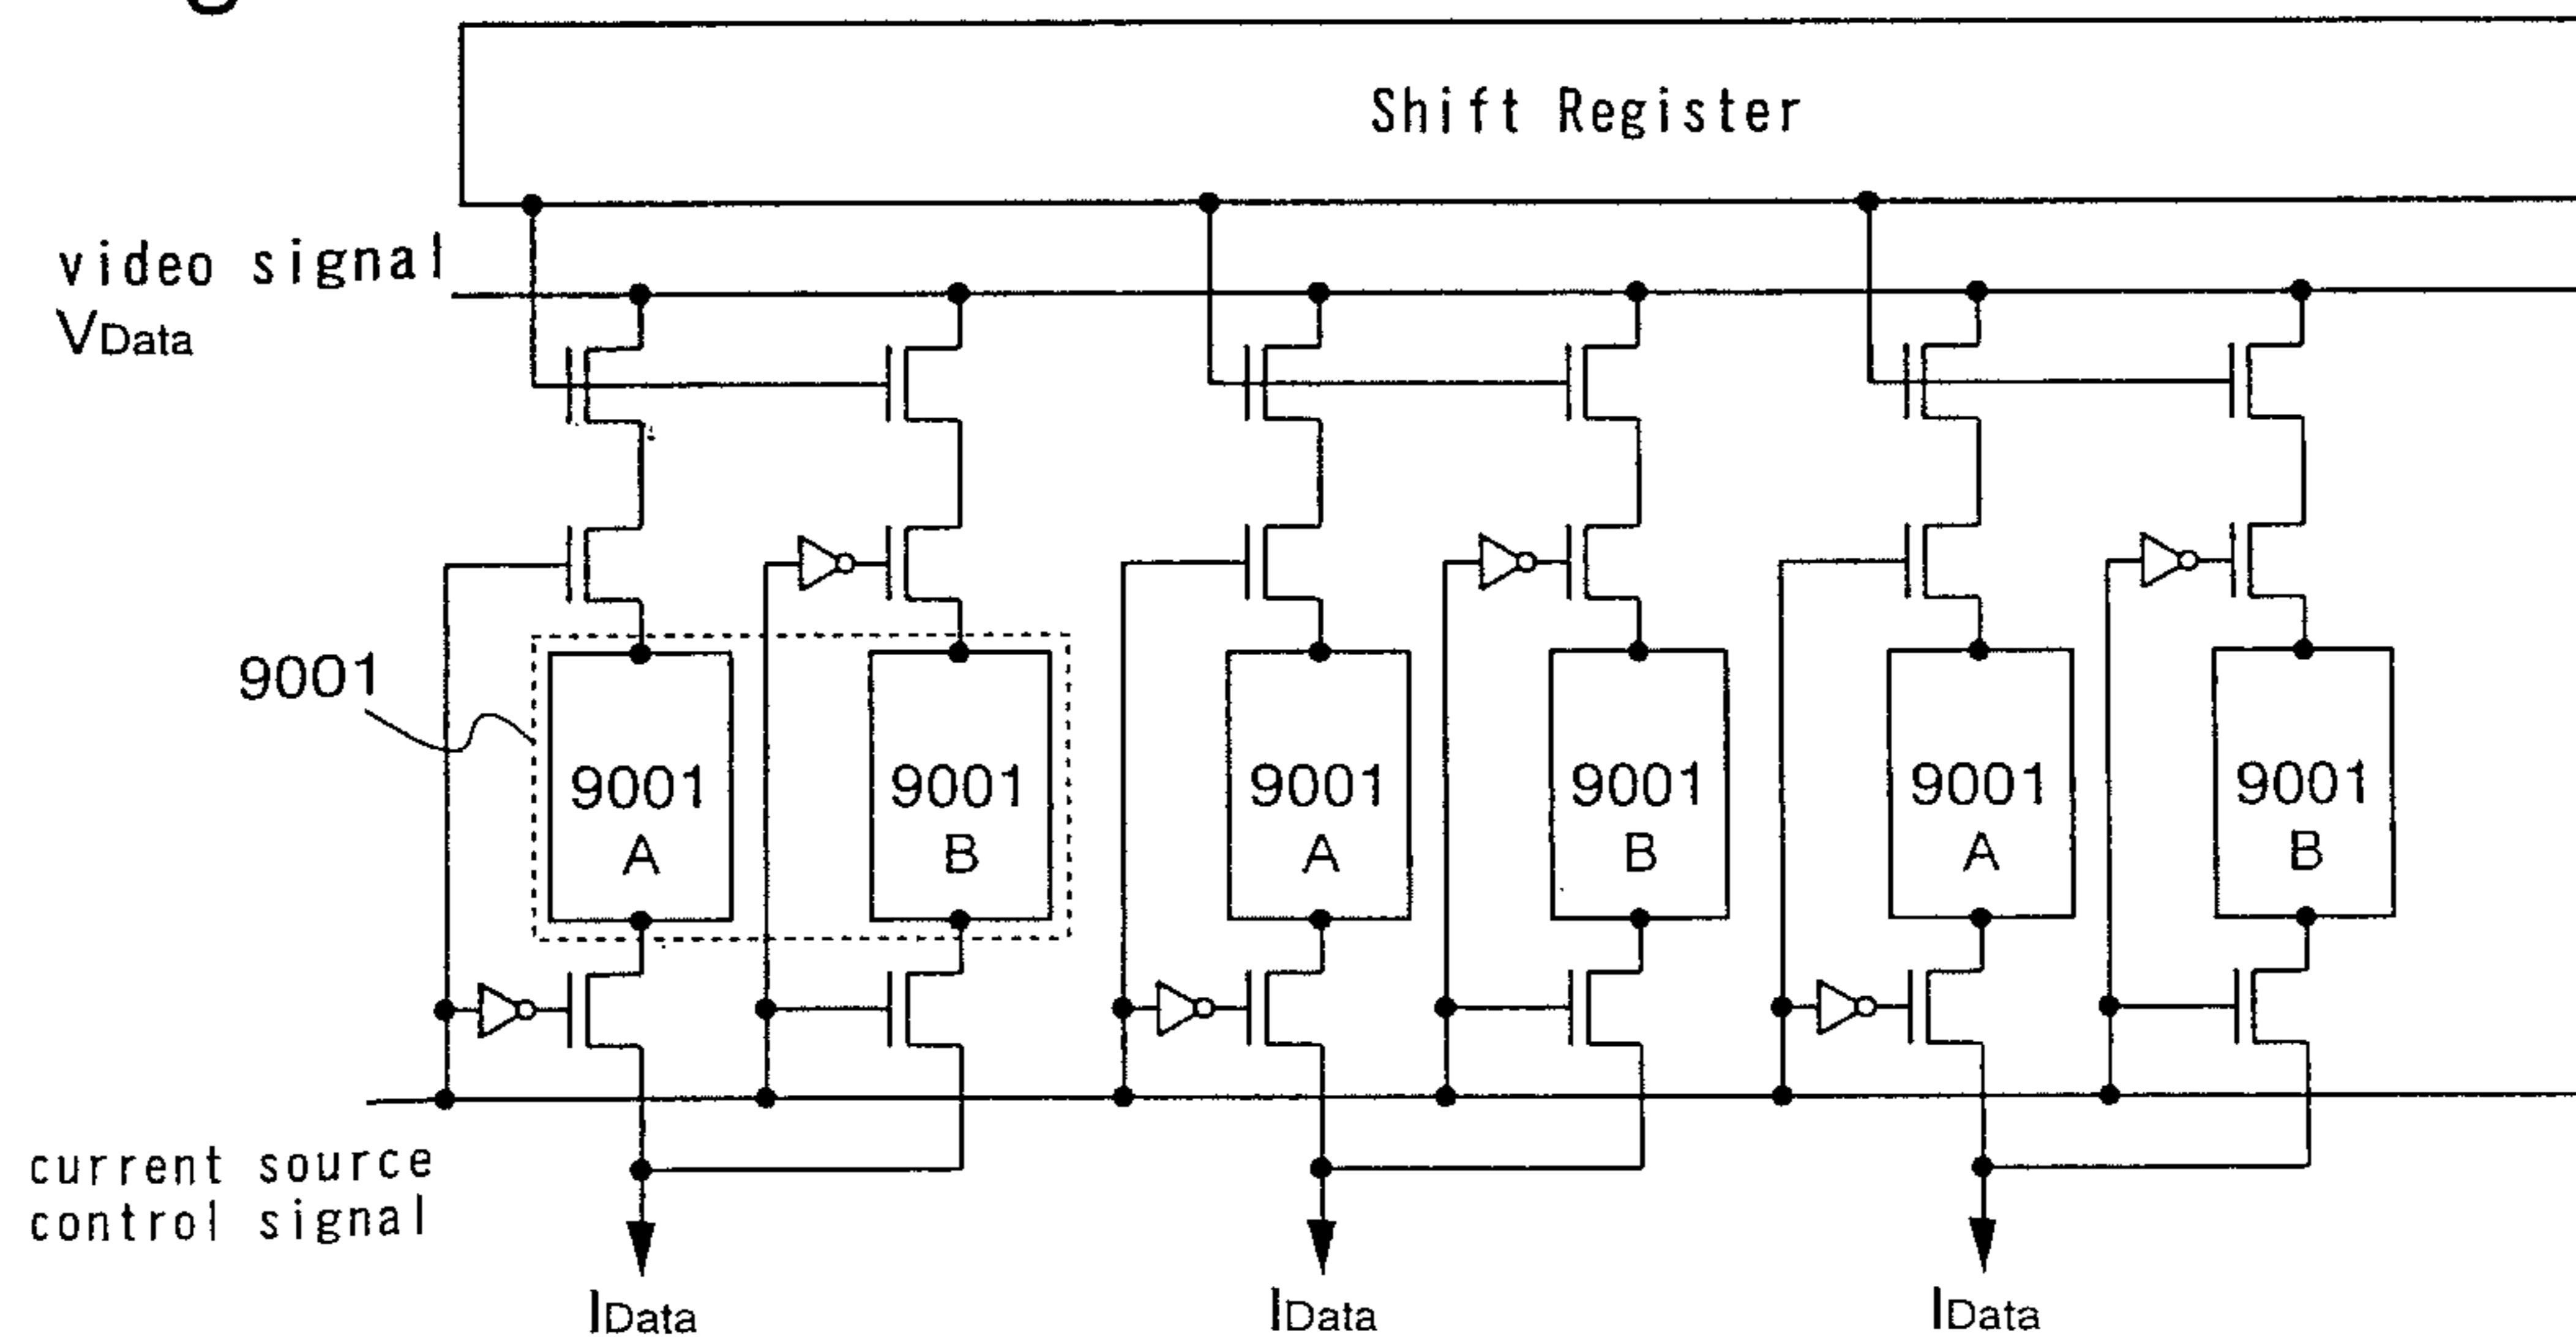 Shift Register
video signal
VData
9001
9001
A
9001
B
9001
A
9001
B
9001
A
9001
B
current source
control signal
IData
IData
IData